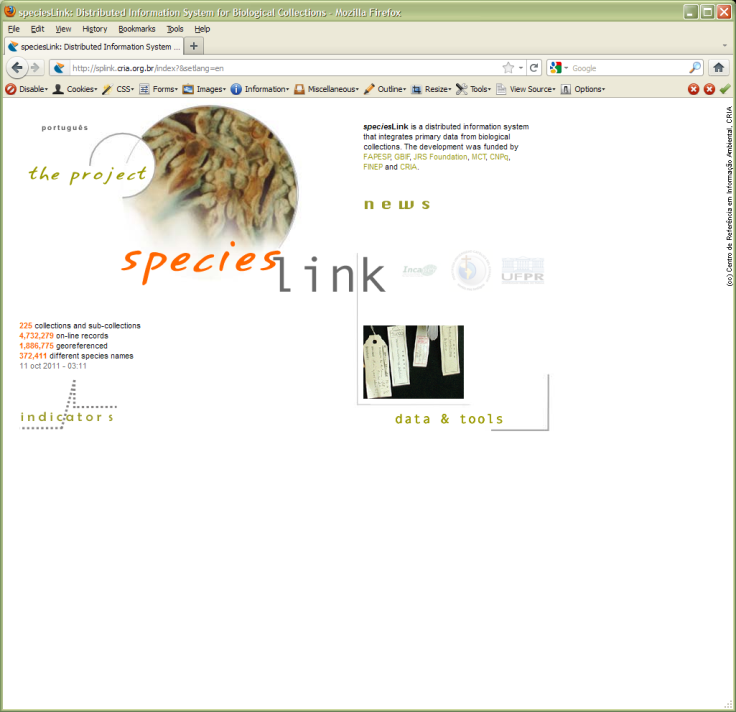 speciesLink: Distributed Information System for Biological Collections - Mozilla Firefox
File Edit View History Bookmarks Tools Help
speciesLink: Distributed Information System ...
http://splink.cria.org.br/index?&setlang=en
Google
Disable Cookies CSS Forms Images Information Miscellaneous Outline Resize Tools View Source Options
português
the project
species
link
speciesLink is a distributed information system
that integrates primary data from biological
collections. The development was funded by
FAPESP, GBIF, JRS Foundation, MCT, CNPq,
FINEP and CRIA.
news
Inca
UFPR
225 collections and sub-collections
4,732,279 on-line records
1,886,775 georeferenced
372,411 different species names
11 oct 2011 - 03:11
indicators
data & tools
(cc) Centro de Referência em Informação Ambiental, CRIA